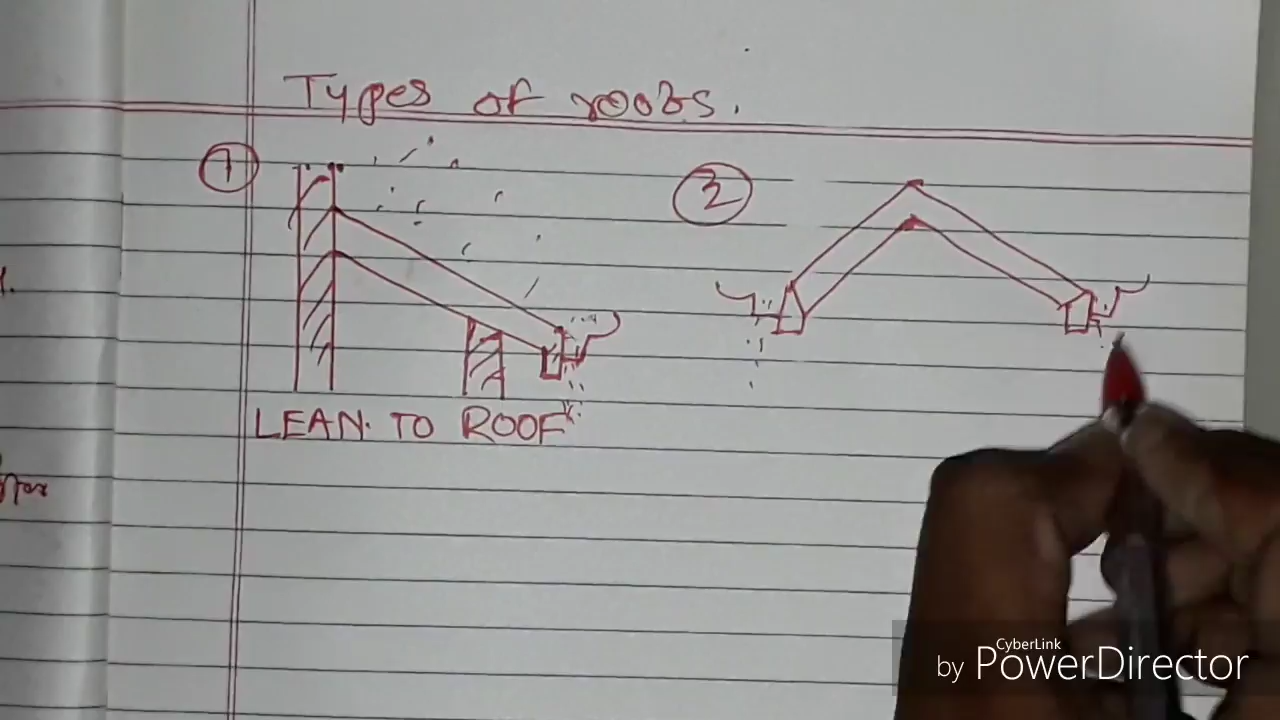 Types of roofs.
1
2
LEAN TO ROOF
CyberLink
by PowerDirector